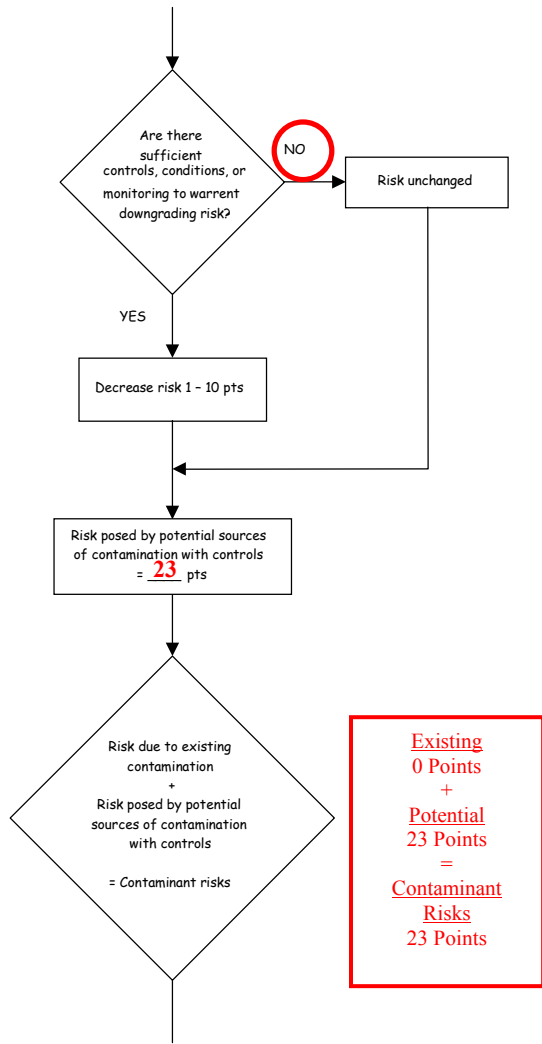 Are there
sufficient
controls, conditions, or
monitoring to warrent
downgrading risk?
NO
Risk unchanged
YES
Decrease risk 1 – 10 pts
Risk posed by potential sources
of contamination with controls
= 23 pts
Risk due to existing
contamination
+
Risk posed by potential
sources of contamination
with controls
= Contaminant risks
Existing
0 Points
+
Potential
23 Points
=
Contaminant
Risks
23 Points